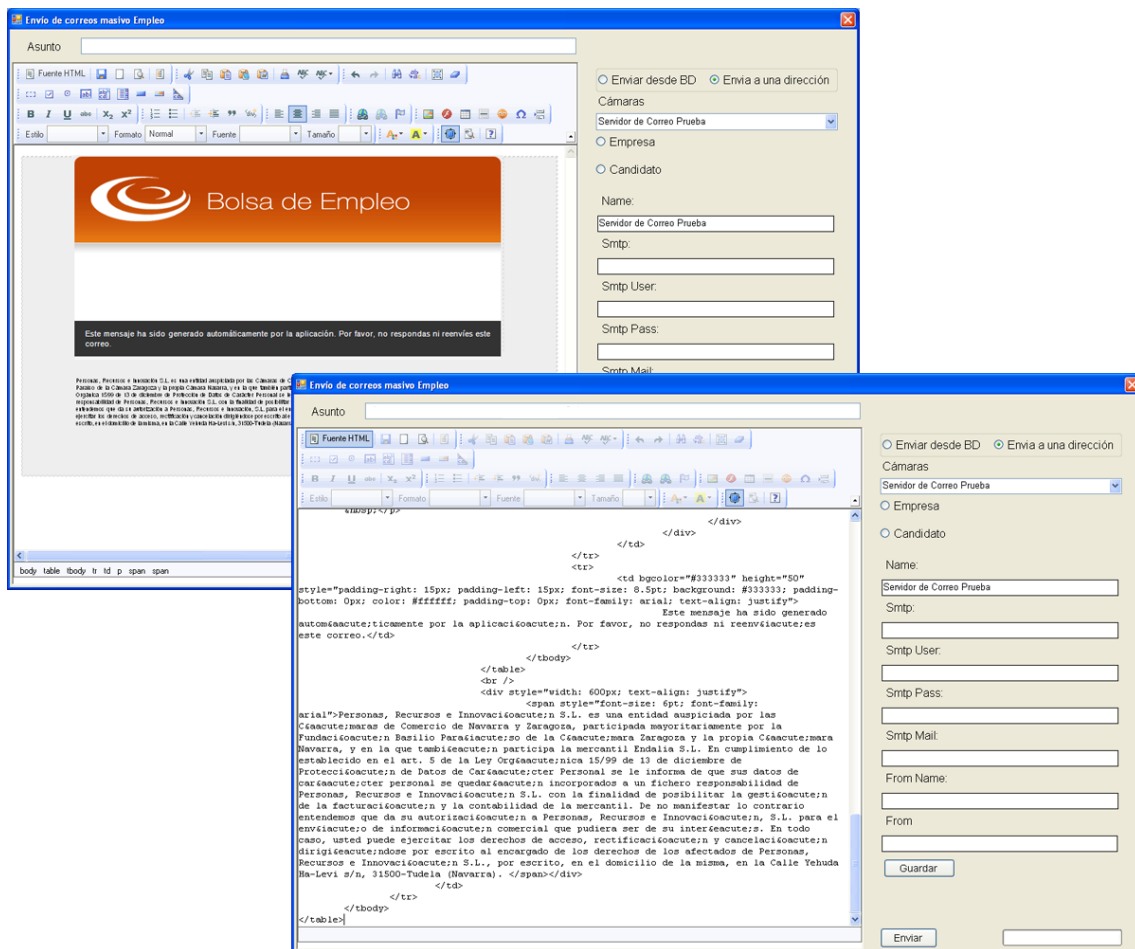 Envío de correos masivo Empleo
Asunto
Fuente HTML
Estilo
Formato Normal
Fuente
Tamaño
Bolsa de Empleo
Este mensaje ha sido generado automáticamente por la aplicación. Por favor, no respondas ni reenvíes este
correo.
body table tbody tr td p span span
Enviar desde BD
Envia a una dirección
Cámaras
Servidor de Correo Prueba
Empresa
Candidato
Name:
Servidor de Correo Prueba
Smtp:
Smtp User:
Smtp Pass:
Smtp Mail:
Envío de correos masivo Empleo
Asunto
Fuente HTML
Estilo
Formato
Fuente
Tamaño
&nbsp;</p>
</div>
</div>
</td>
</tr>
<tr>
<td bgcolor="#333333" height="50"
style="padding-right: 15px; padding-left: 15px; font-size: 8.5pt; background: #333333; padding-
bottom: 0px; color: #ffffff; padding-top: 0px; font-family: arial; text-align: justify">
Este mensaje ha sido generado
autom&aacute;ticamente por la aplicaci&oacute;n. Por favor, no respondas ni reenv&iacute;es
este correo.</td>
</tr>
</tbody>
</table>
<br />
<div style="width: 600px; text-align: justify">
<span style="font-size: 6pt; font-family:
arial">Personas, Recursos e Innovaci&oacute;n S.L. es una entidad auspiciada por las
C&aacute;maras de Comercio de Navarra y Zaragoza, participada mayoritariamente por la
Fundaci&oacute;n Basilio Para&iacute;so de la C&aacute;mara Zaragoza y la propia C&aacute;mara
Navarra, y en la que tambi&eacute;n participa la mercantil Endalia S.L. En cumplimiento de lo
establecido en el art. 5 de la Ley Org&aacute;nica 15/99 de 13 de diciembre de
Protecci&oacute;n de Datos de Car&aacute;cter Personal se le informa de que sus datos de
car&aacute;cter personal se quedar&aacute;n incorporados a un fichero responsabilidad de
Personas, Recursos e Innovaci&oacute;n S.L. con la finalidad de posibilitar la gesti&oacute;n
de la facturaci&oacute;n y la contabilidad de la mercantil. De no manifestar lo contrario
entendemos que da su autorizaci&oacute;n a Personas, Recursos e Innovaci&oacute;n, S.L. para el
env&iacute;o de informaci&oacute;n comercial que pudiera ser de su inter&eacute;s. En todo
caso, usted puede ejercitar los derechos de acceso, rectificaci&oacute;n y cancelaci&oacute;n
dirigi&eacute;ndose por escrito al encargado de los derechos de los afectados de Personas,
Recursos e Innovaci&oacute;n S.L., por escrito, en el domicilio de la misma, en la Calle Yehuda
Ha-Levi s/n, 31500-Tudela (Navarra). </span></div>
</td>
</tr>
</tbody>
</table>
Enviar desde BD
Envia a una dirección
Cámaras
Servidor de Correo Prueba
Empresa
Candidato
Name:
Servidor de Correo Prueba
Smtp:
Smtp User:
Smtp Pass:
Smtp Mail:
From Name:
From
Guardar
Enviar